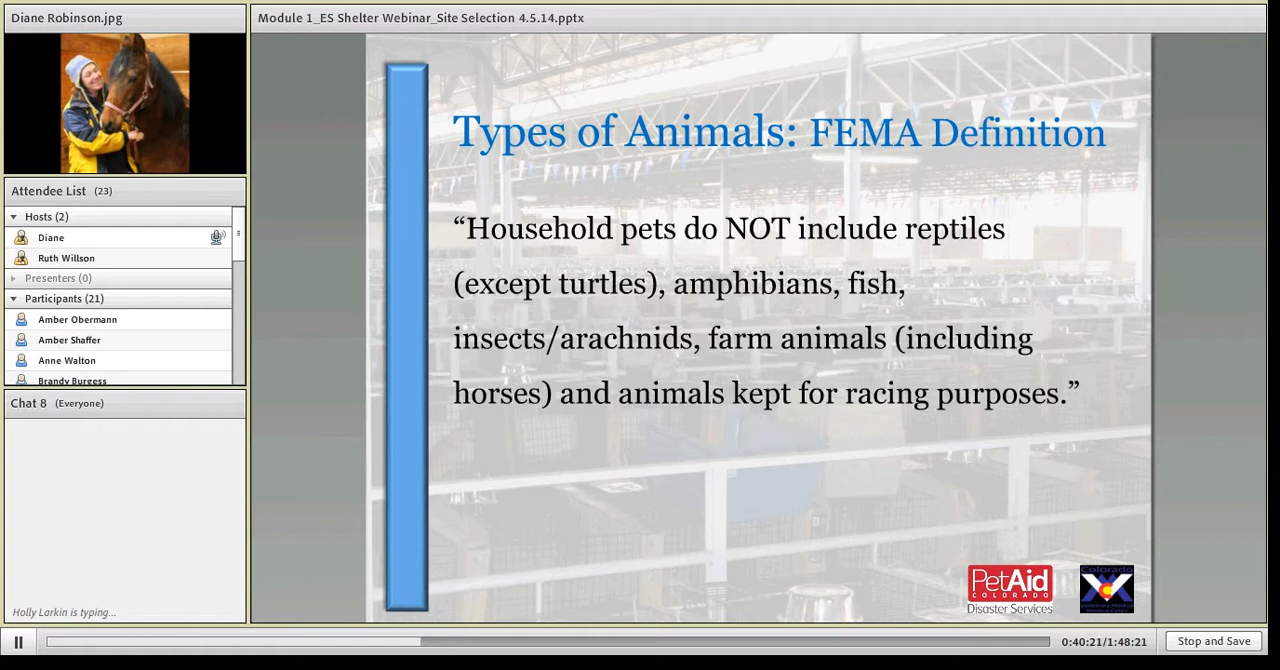 Diane Robinson.jpg
Attendee List (23)
Hosts (2)
Diane
Ruth Willson
Presenters (0)
Participants (21)
Amber Obermann
Amber Shaffer
Anne Walton
Brandy Burgess
Chat 8 (Everyone)
Holly Larkin is typing...
Module 1_ES Shelter Webinar_Site Selection 4.5.14.pptx
Types of Animals: FEMA Definition
“Household pets do NOT include reptiles
(except turtles), amphibians, fish,
insects/arachnids, farm animals (including
horses) and animals kept for racing purposes.”
PetAid
COLORADO
Disaster Services
Colorado
0:40:21/1:48:21
Stop and Save